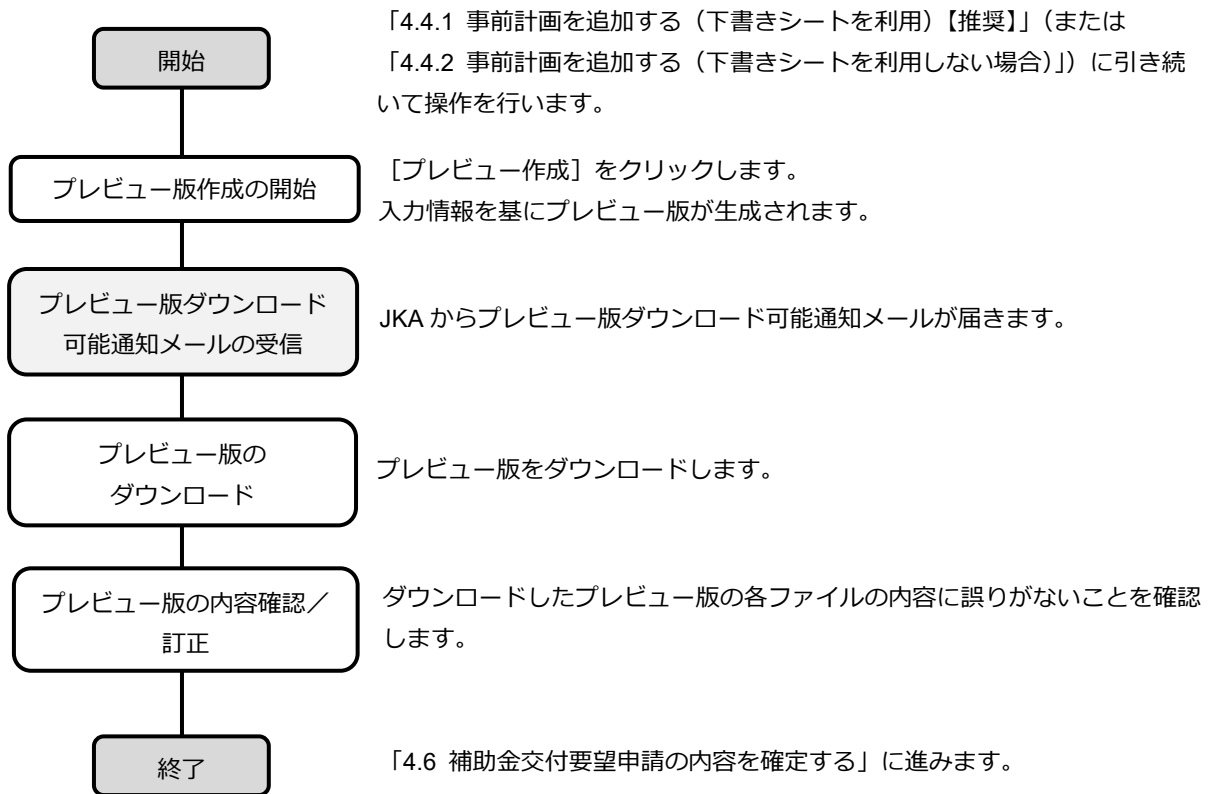 開始
「4.4.1 事前計画を追加する（下書きシートを利用）【推奨】」（または
「4.4.2 事前計画を追加する（下書きシートを利用しない場合）」）に引き続
いて操作を行います。
プレビュー版作成の開始
［プレビュー作成］をクリックします。
入力情報を基にプレビュー版が生成されます。
プレビュー版ダウンロード
可能通知メールの受信
JKA からプレビュー版ダウンロード可能通知メールが届きます。
プレビュー版の
ダウンロード
プレビュー版をダウンロードします。
プレビュー版の内容確認／
訂正
ダウンロードしたプレビュー版の各ファイルの内容に誤りがないことを確認
します。
終了
「4.6 補助金交付要望申請の内容を確定する」に進みます。